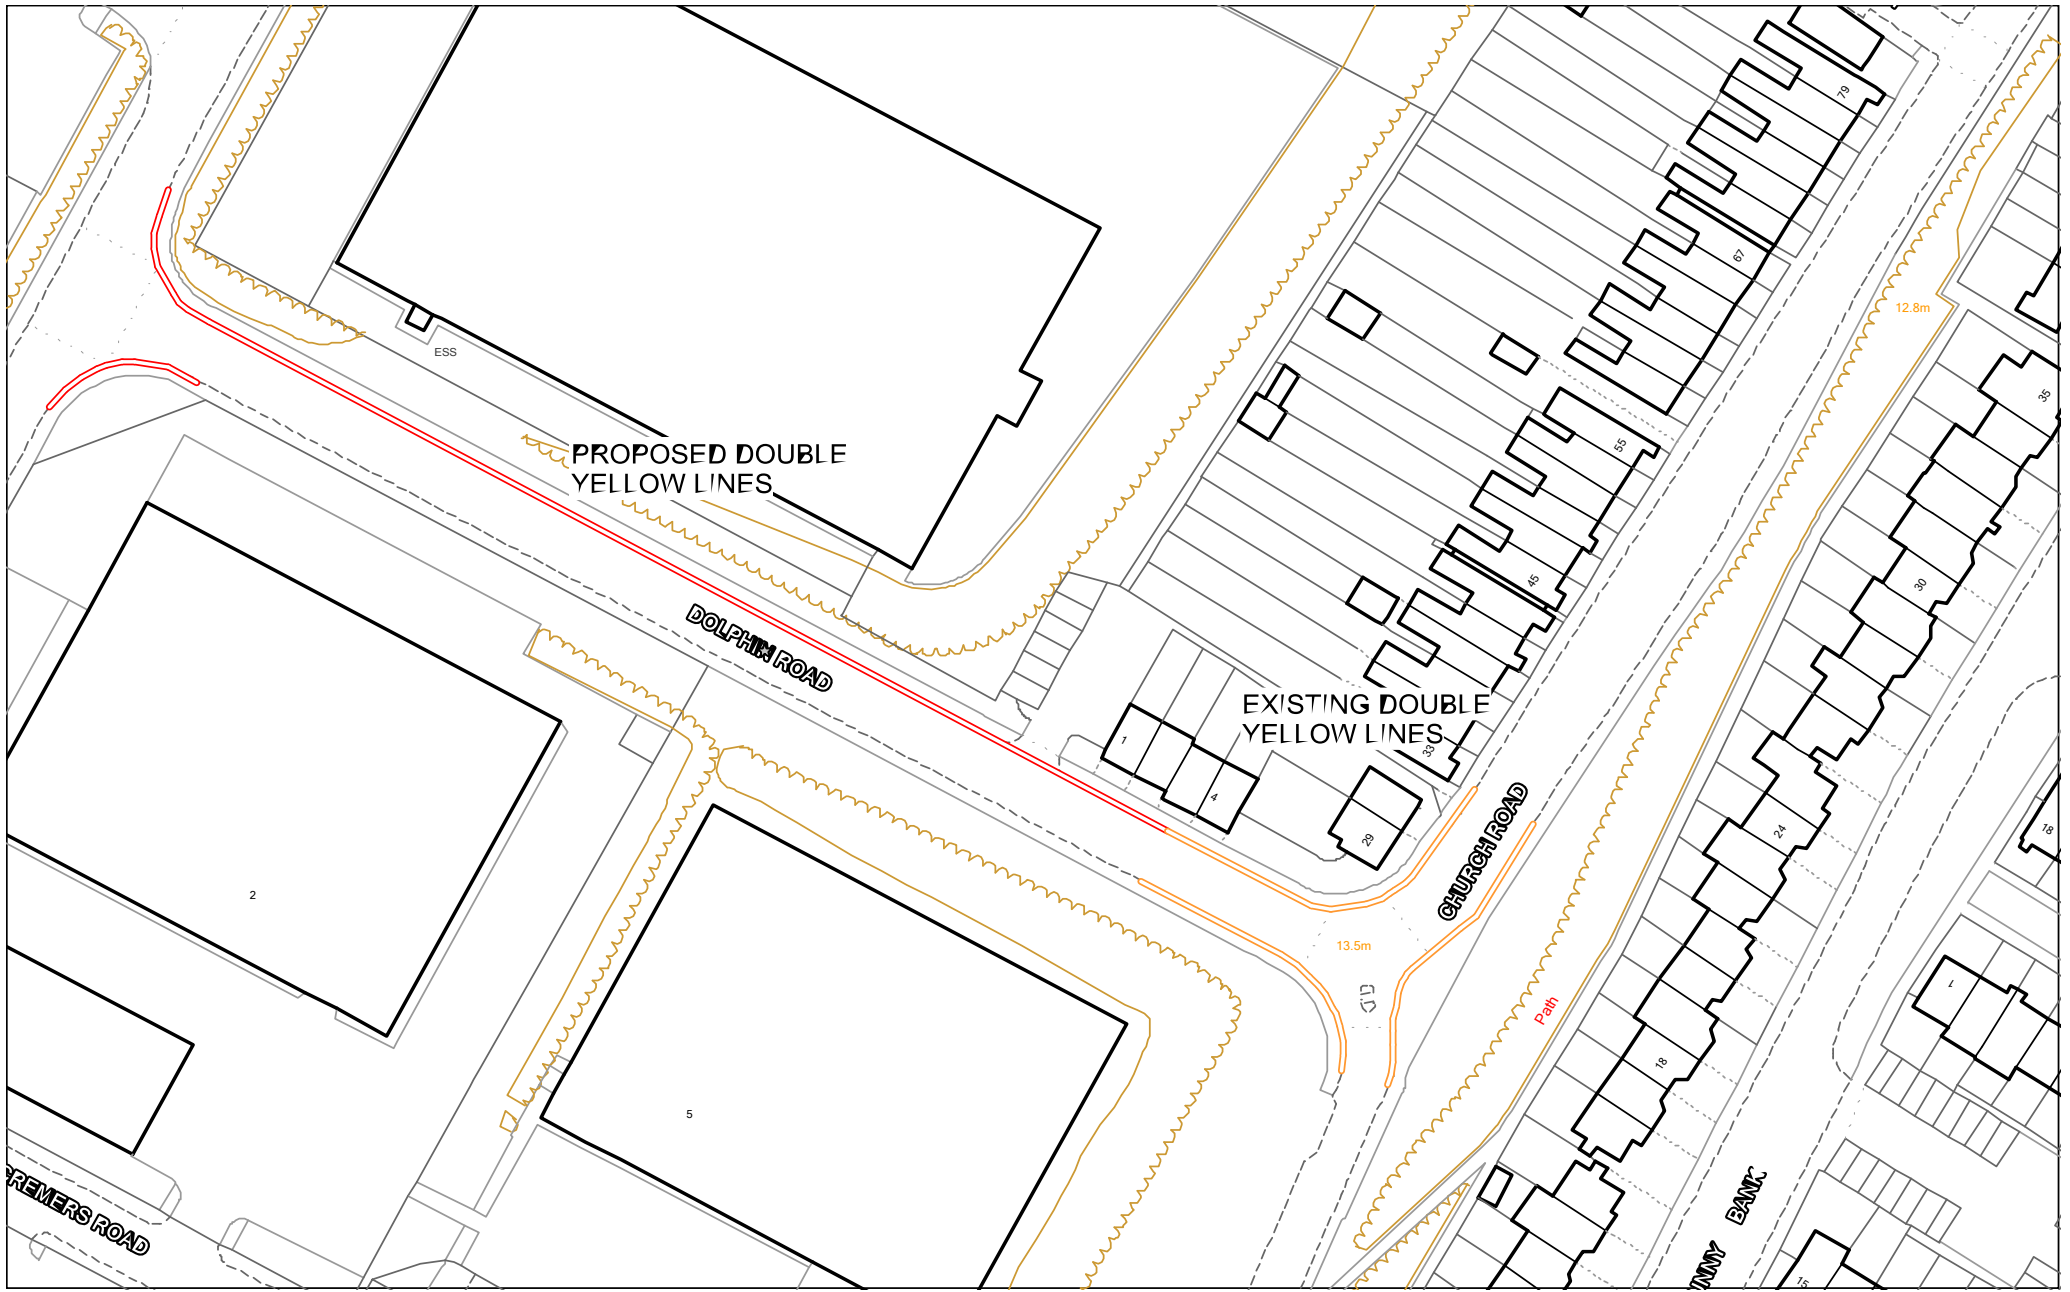 79
67
12.8m
ESS
35
55
PROPOSED DOUBLE
YELLOW LINES
45
30
DOLPHIN ROAD
EXISTING DOUBLE
YELLOW LINES
1
33
4
29
CHURCH ROAD
24
18
2
13.5m
Path
1
18
5
CREMERS ROAD
BANK
15